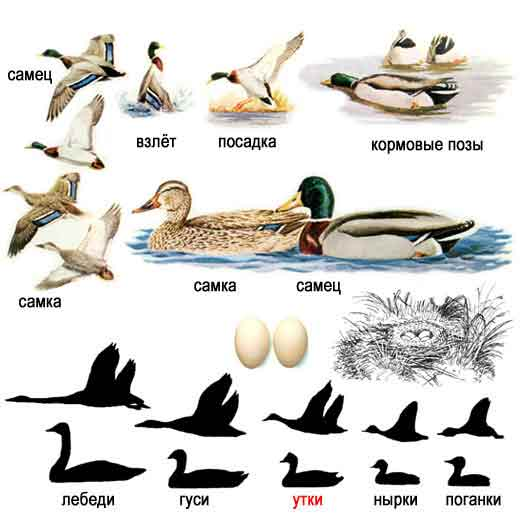 самец
взлёт
посадка
кормовые позы
самка
самка
самец
лебеди
гуси
утки
нырки
поганки